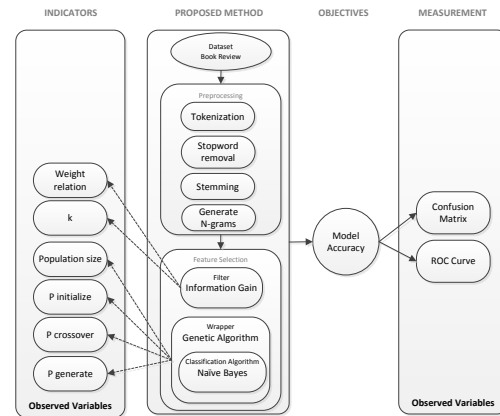 INDICATORS
PROPOSED METHOD
OBJECTIVES
MEASUREMENT
Dataset
Book Review
Preprocessing
Tokenization
Stopword
removal
Stemming
Generate
N-grams
Feature Selection
Filter
Information Gain
Wrapper
Genetic Algorithm
Classification Algorithm
Naïve Bayes
Weight
relation
k
Population size
P initialize
P crossover
P generate
Observed Variables
Model
Accuracy
Confusion
Matrix
ROC Curve
Observed Variables